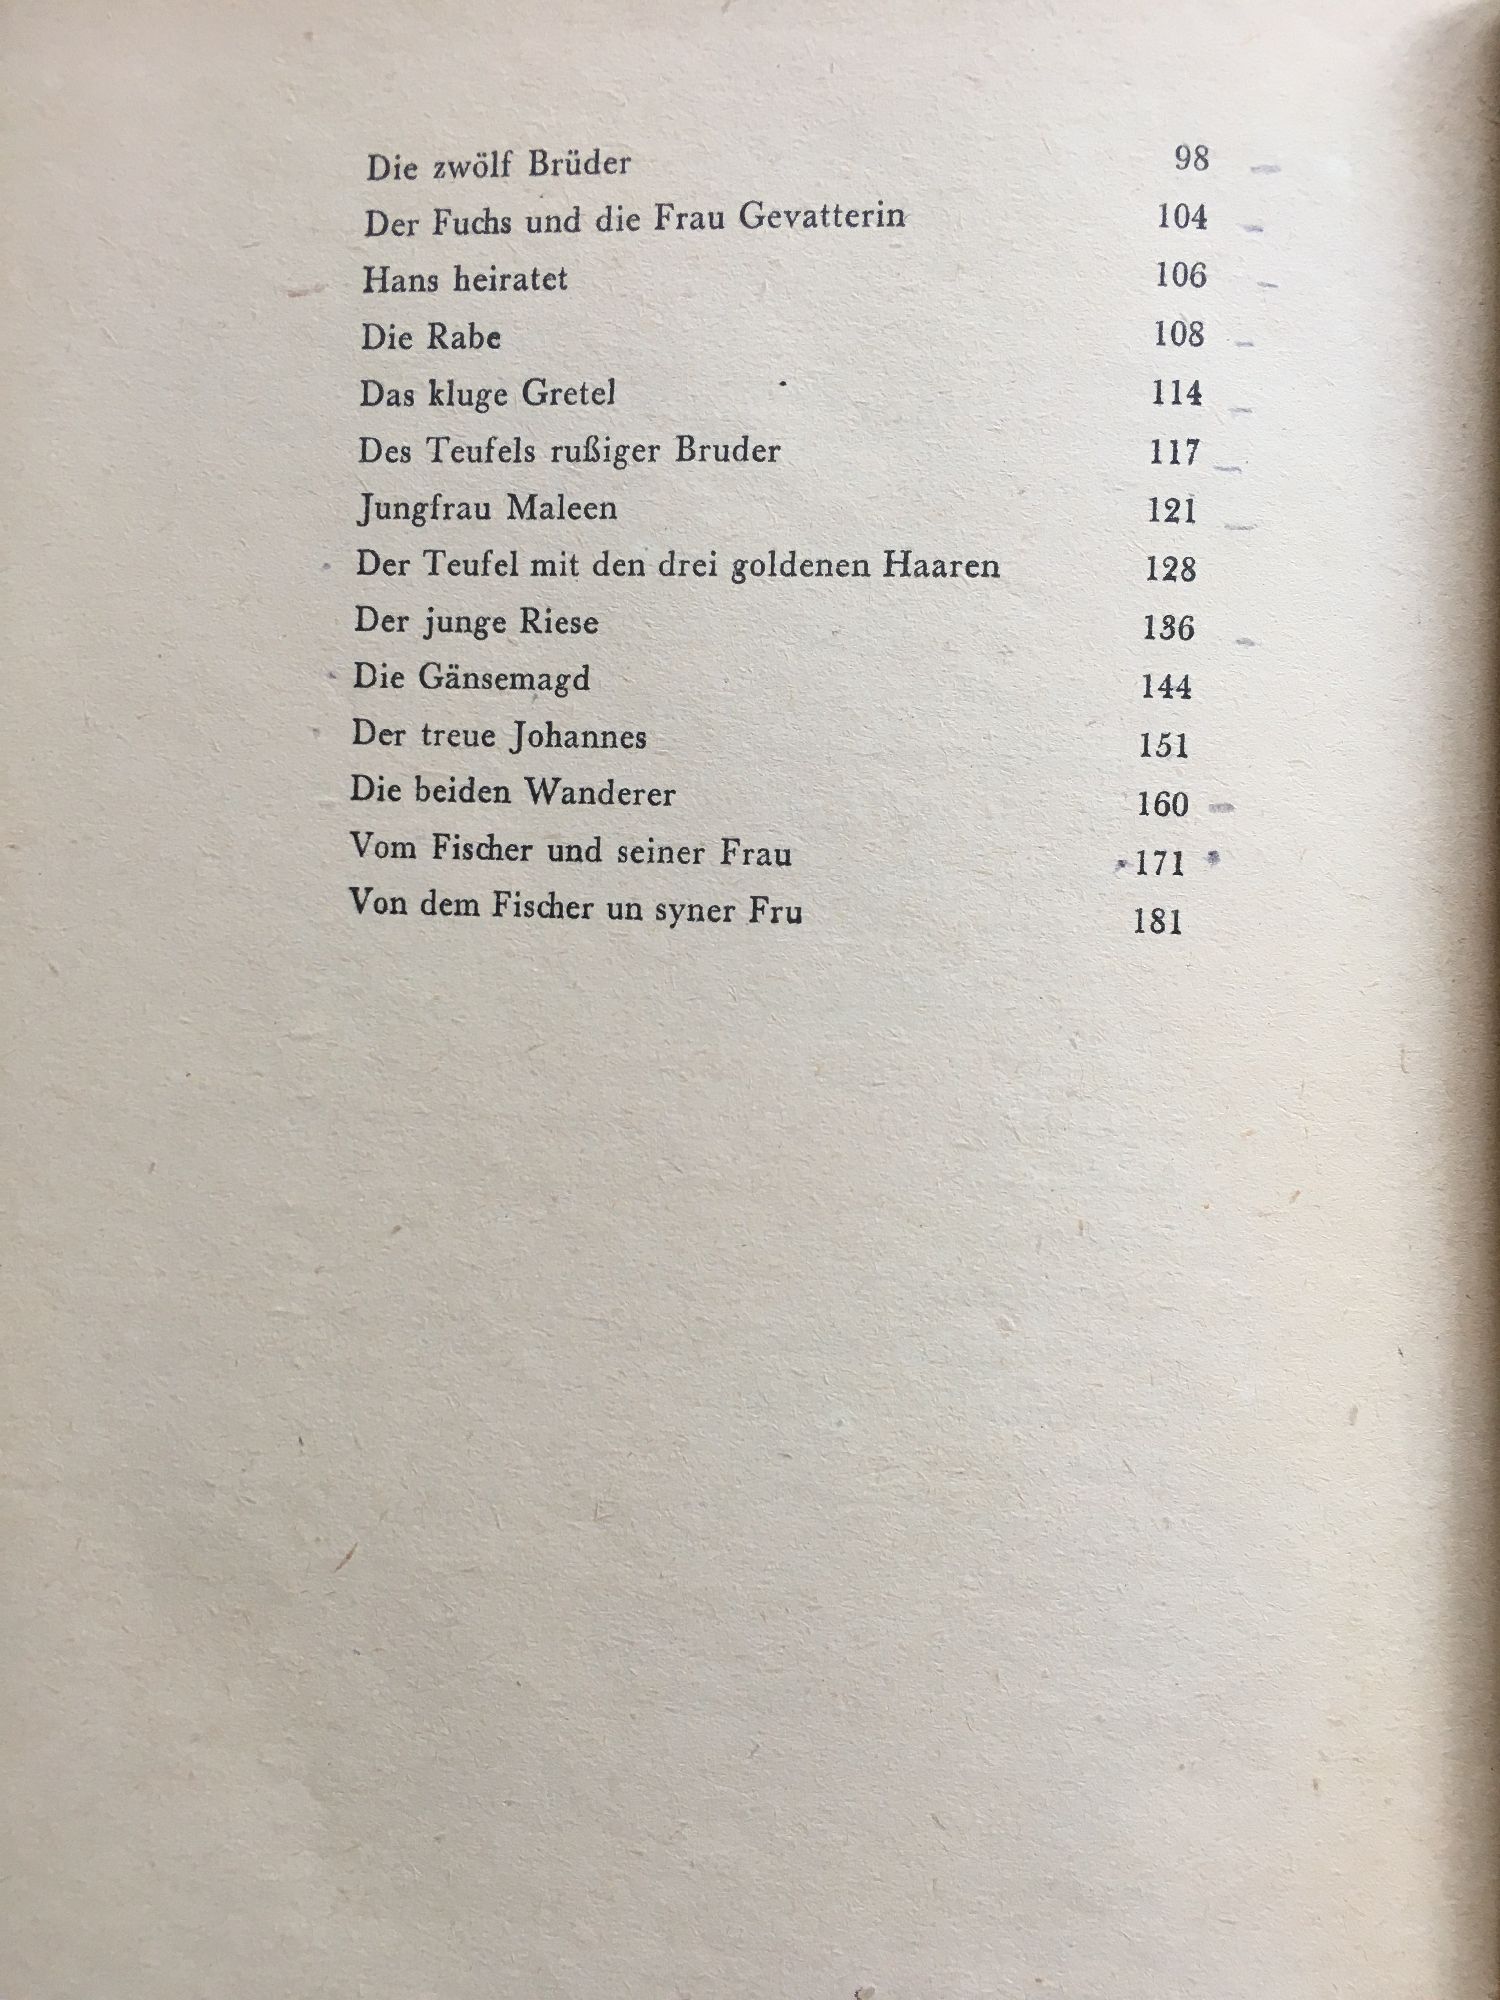 Die zwölf Brüder 98
Der Fuchs und die Frau Gevatterin 104
Hans heiratet 106
Die Rabe 108
Das kluge Gretel 114
Des Teufels rußiger Bruder 117
Jungfrau Maleen 121
Der Teufel mit den drei goldenen Haaren 128
Der junge Riese 136
Die Gänsemagd 144
Der treue Johannes 151
Die beiden Wanderer 160
Vom Fischer und seiner Frau 171
Von dem Fischer un syner Fru 181